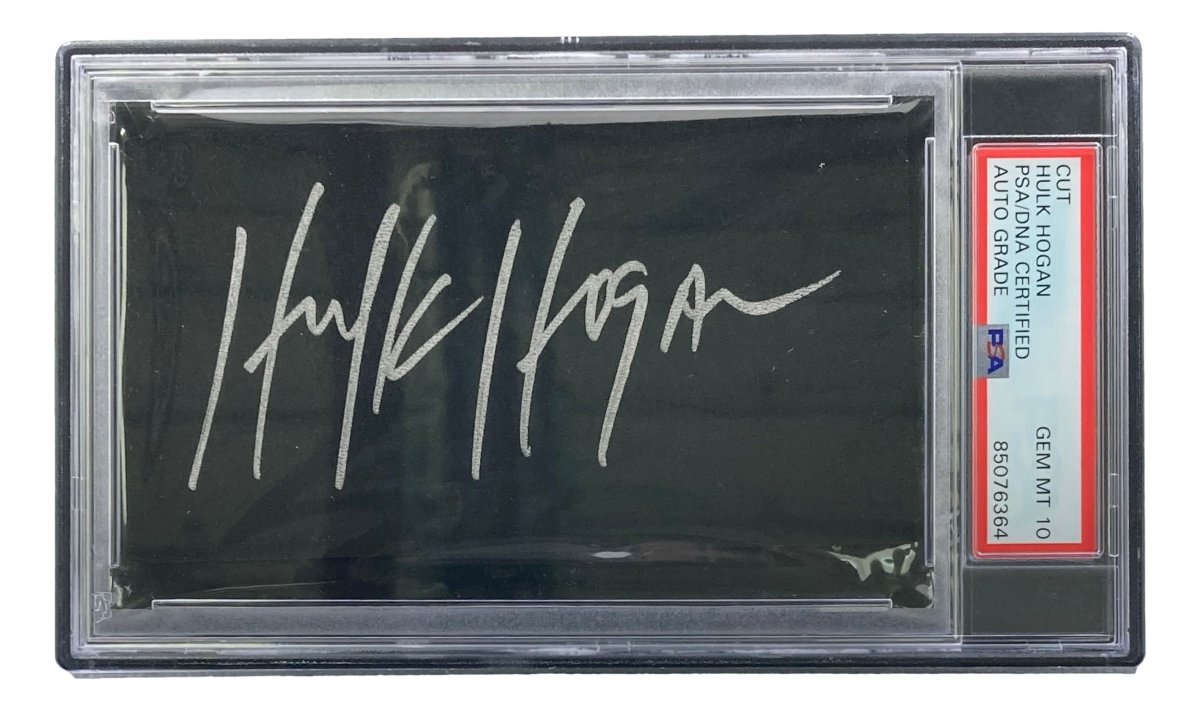 Hulk Hogan
CUT
HULK HOGAN
PSA/DNA CERTIFIED
AUTO GRADE
PSA
GEM MT 10
85076364